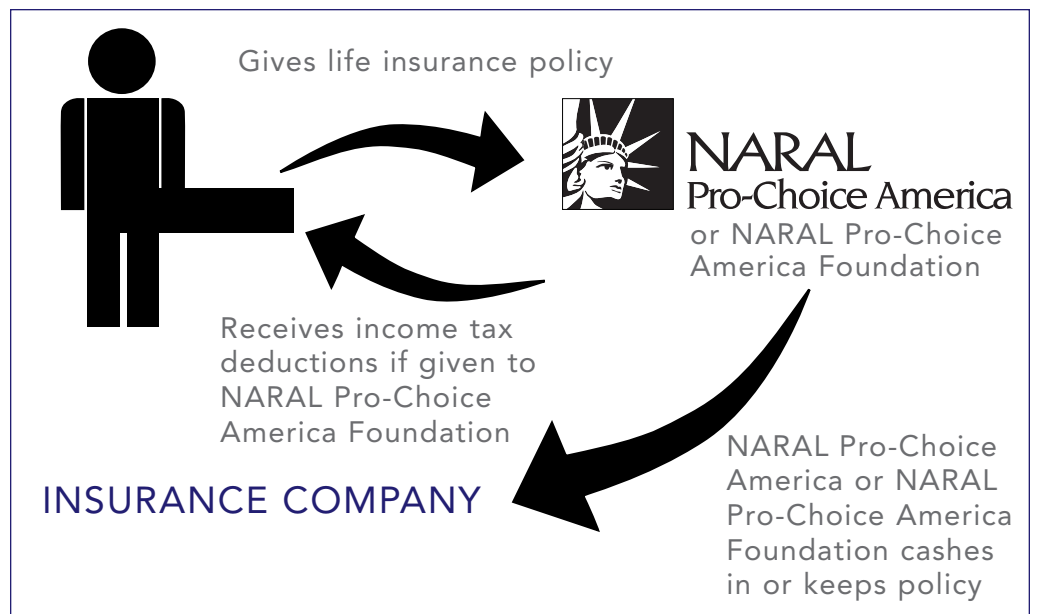 Gives life insurance policy
NARAL
Pro-Choice America
or NARAL Pro-Choice
America Foundation
Receives income tax
deductions if given to
NARAL Pro-Choice
America Foundation
INSURANCE COMPANY
NARAL Pro-Choice
America or NARAL
Pro-Choice America
Foundation cashes
in or keeps policy